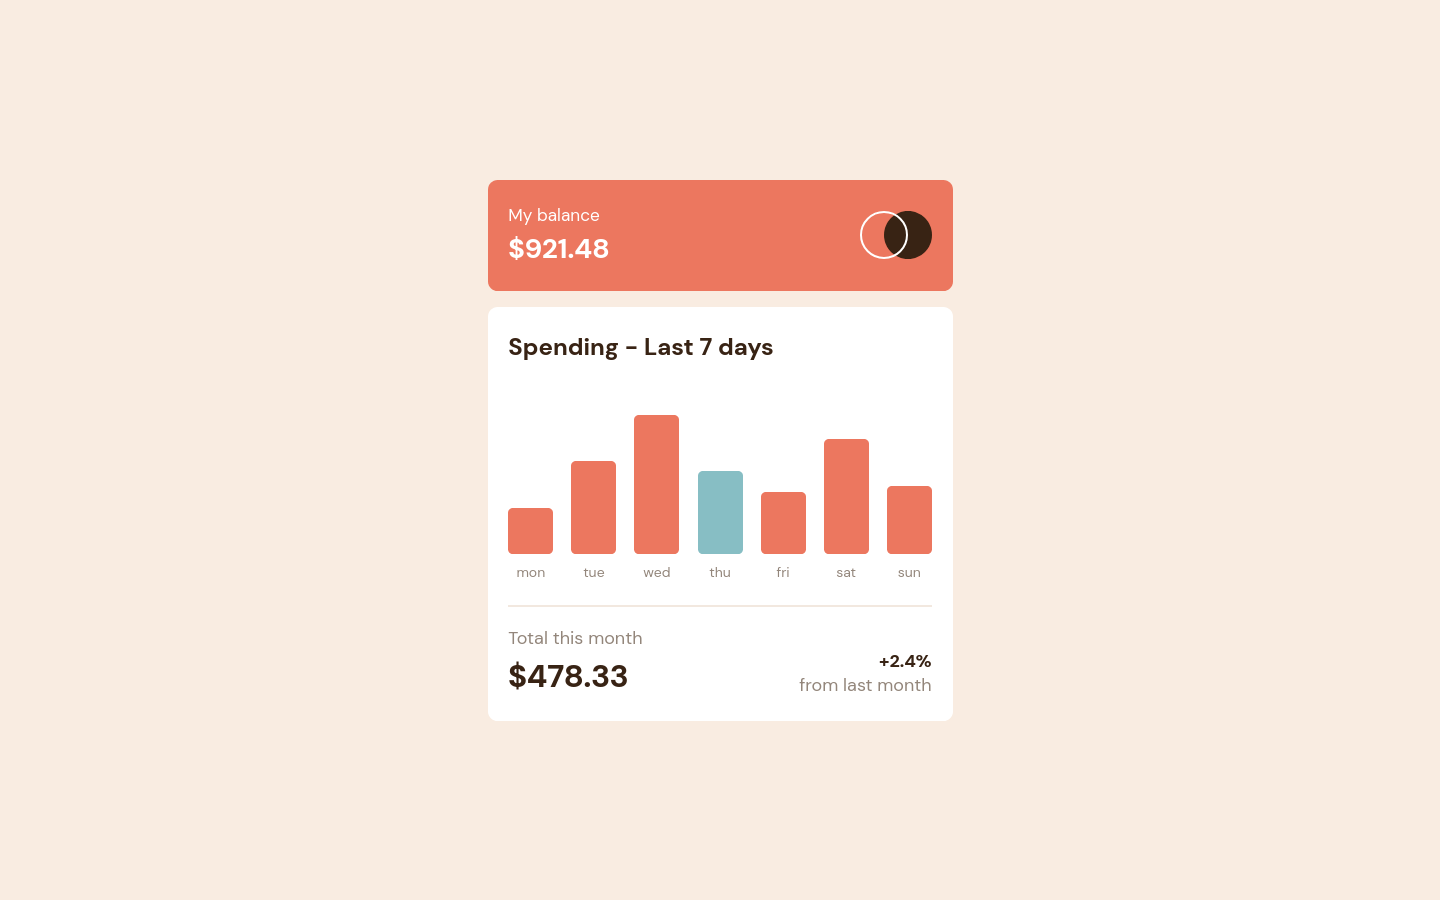 My balance
$921.48
Spending - Last 7 days
mon tue wed thu fri sat sun
Total this month
$478.33
+2.4%
from last month